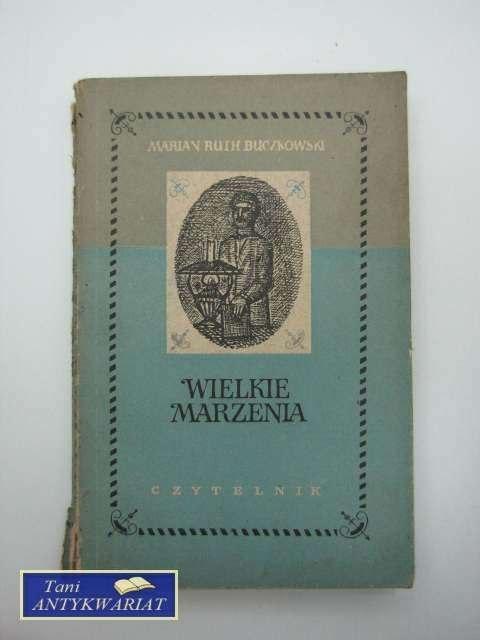 MARIAN RUTH BUCZKOWSKI
WIELKIE
MARZENIA
CZYTELNIK
Tani
ANTYKWARIAT